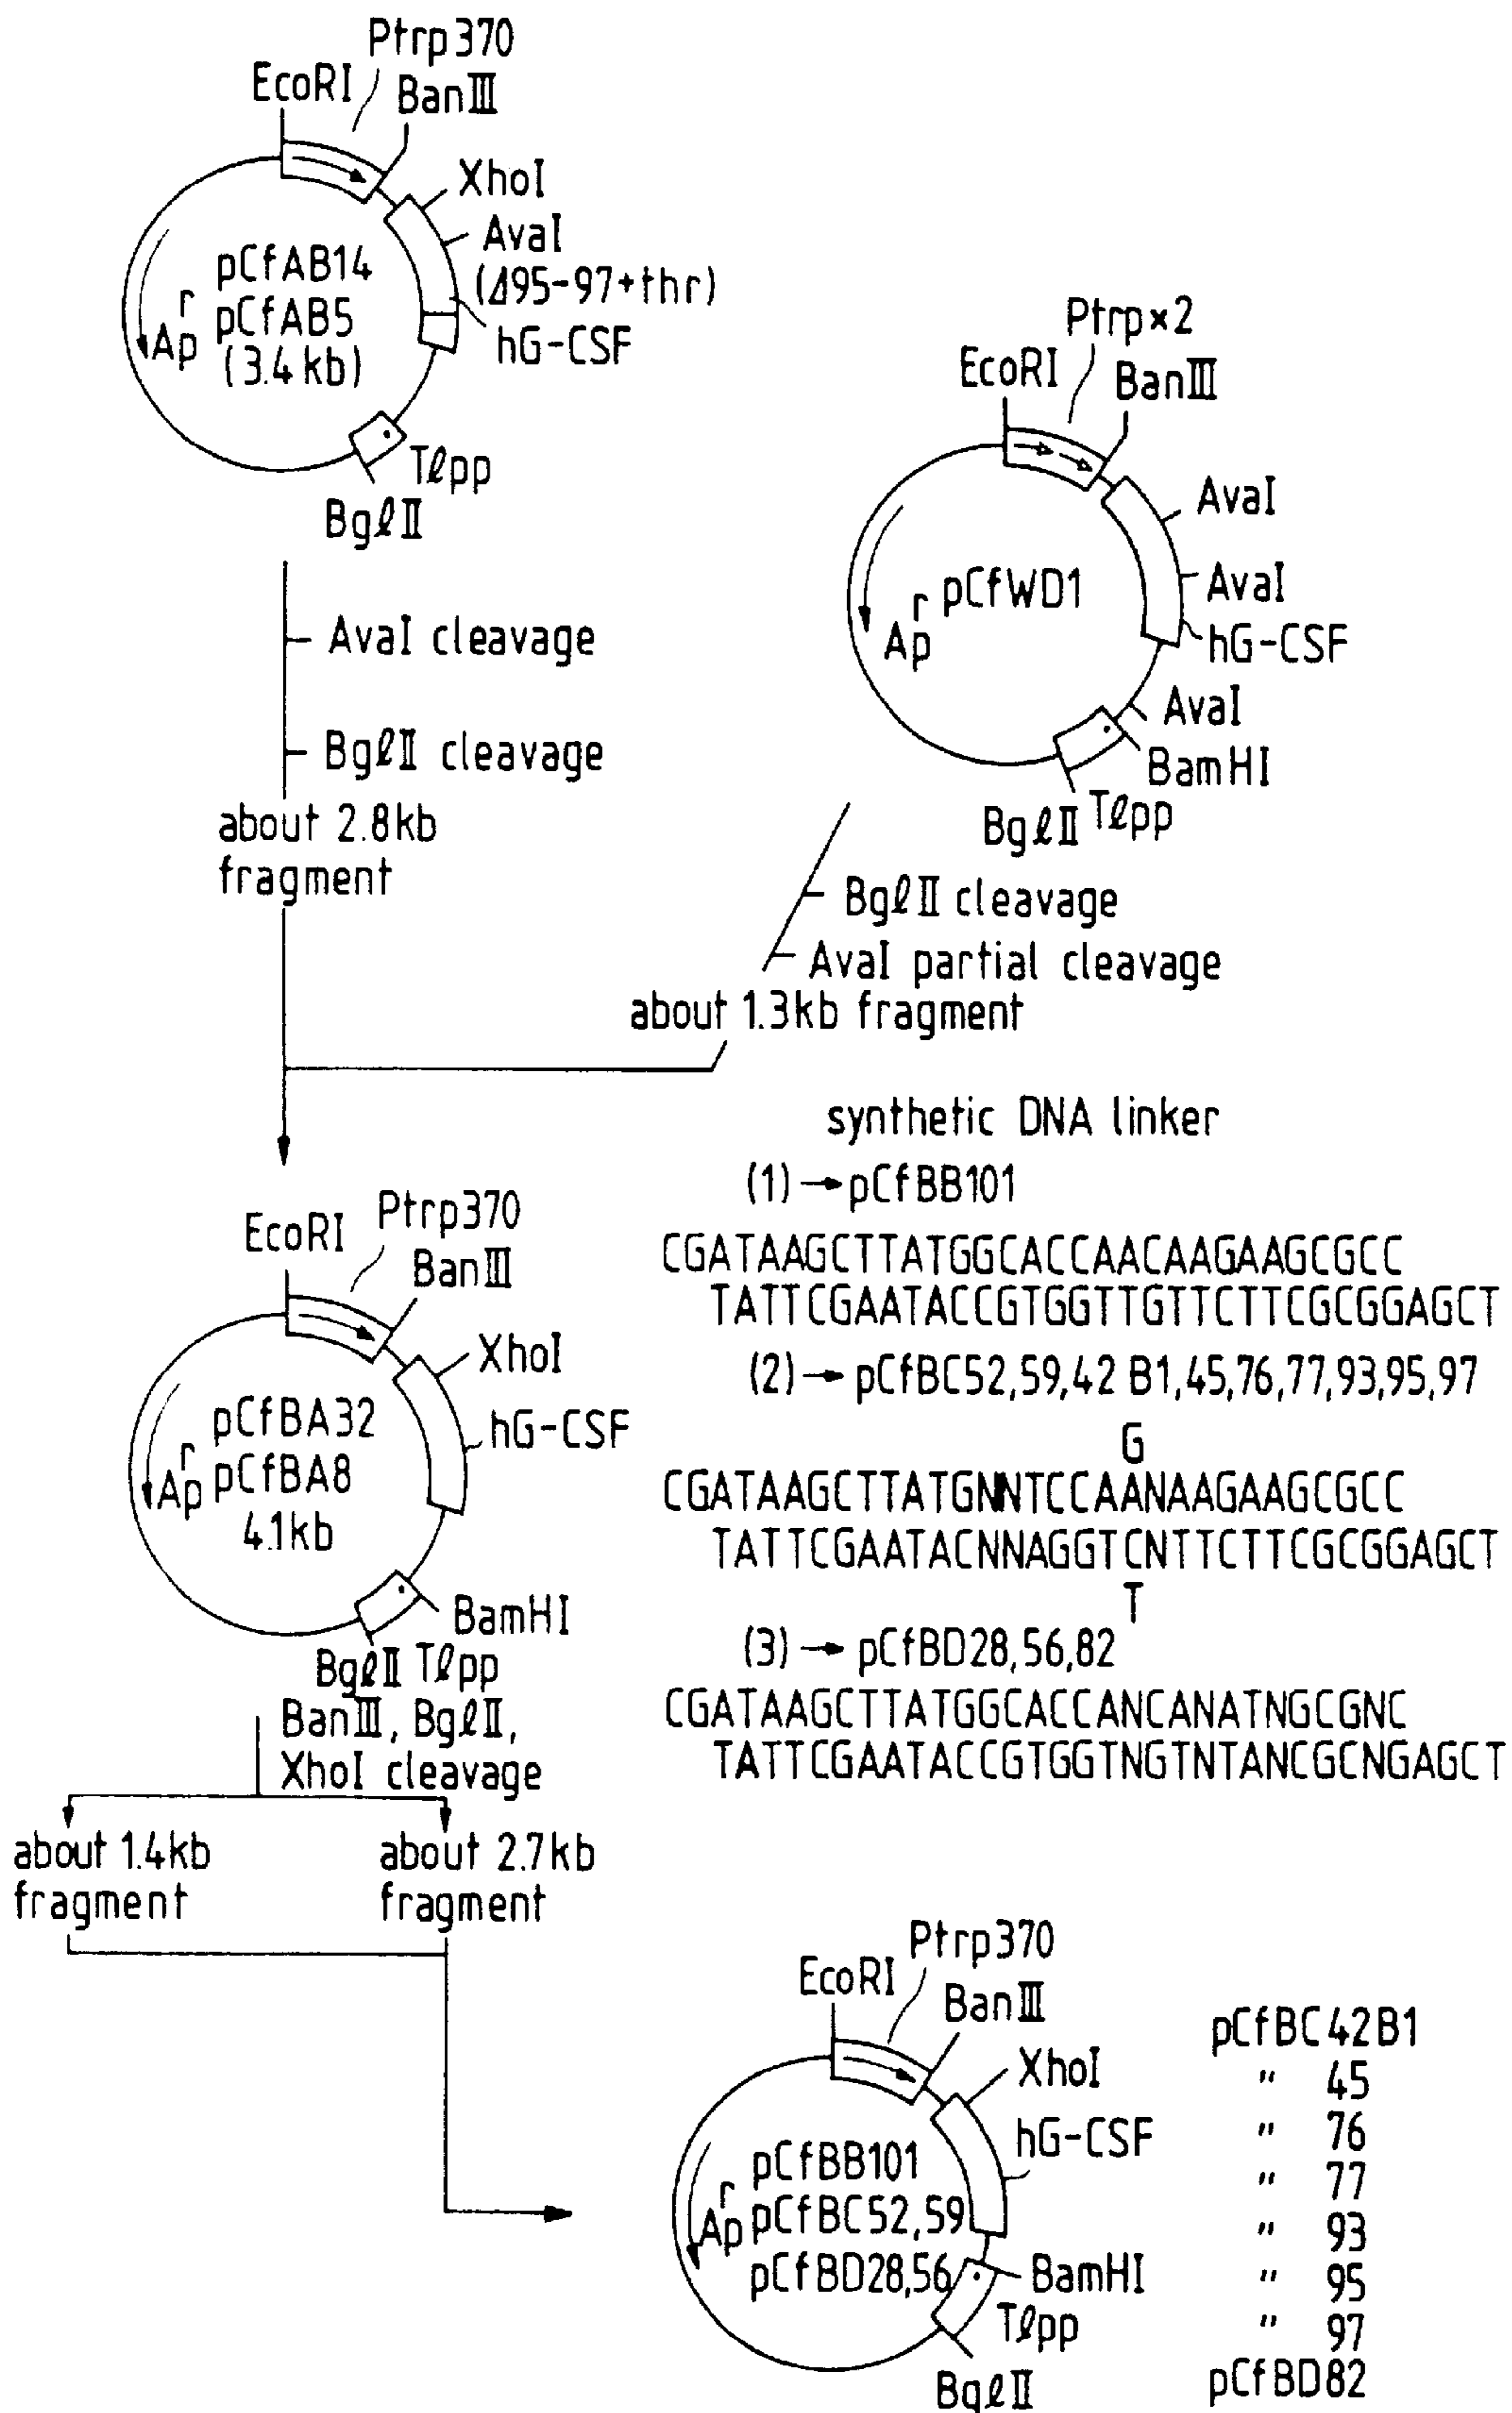 Ptrp370
EcoRI
BanⅢ
XhoI
AvaI
(Δ95-97+thr)
hG-CSF
pCfAB14
pCfAB5
(3.4kb)
Apʳ
Tℓpp
BgℓⅡ
Ptrp×2
EcoRI
BanⅢ
AvaI
AvaI
hG-CSF
pCfWD1
Apʳ
AvaI
BamHI
Tℓpp
BgℓⅡ
AvaI cleavage
BgℓⅡ cleavage
about 2.8kb
fragment
BgℓⅡ cleavage
AvaI partial cleavage
about 1.3kb fragment
synthetic DNA linker
(1)→pCfBB101
CGATAAGCTTATGGCACCAACAAGAAGCGCC
TATTCGAATACCGTGGTTGTTCTTCGCGGAGCT
(2)→pCfBC52,59,42 B1,45,76,77,93,95,97
G
CGATAAGCTTATGNNTCCAANAAGAAGCGCC
TATTCGAATACNNAGGTCNTTCTTCGCGGAGCT
T
(3)→pCfBD28,56,82
CGATAAGCTTATGGCACCANCANATNGCGNC
TATTCGAATACCGTGGTNGTNTANCGCNGAGCT
Ptrp370
EcoRI
BanⅢ
XhoI
hG-CSF
pCfBA32
pCfBA8
4.1kb
Apʳ
BamHI
BgℓⅡ Tℓpp
BanⅢ, BgℓⅡ,
XhoI cleavage
about 1.4kb
fragment
about 2.7kb
fragment
Ptrp370
EcoRI
BanⅢ
XhoI
hG-CSF
pCfBB101
Apʳ
pCfBC52,59
pCfBD28,56
BamHI
Tℓpp
BgℓⅡ
pCfBC42B1
" 45
" 76
" 77
" 93
" 95
" 97
pCfBD82